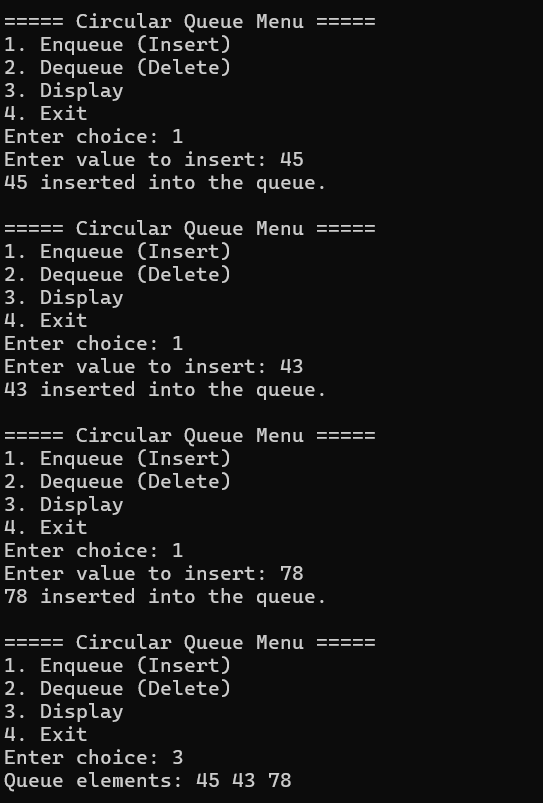 ===== Circular Queue Menu =====
1. Enqueue (Insert)
2. Dequeue (Delete)
3. Display
4. Exit
Enter choice: 1
Enter value to insert: 45
45 inserted into the queue.

===== Circular Queue Menu =====
1. Enqueue (Insert)
2. Dequeue (Delete)
3. Display
4. Exit
Enter choice: 1
Enter value to insert: 43
43 inserted into the queue.

===== Circular Queue Menu =====
1. Enqueue (Insert)
2. Dequeue (Delete)
3. Display
4. Exit
Enter choice: 1
Enter value to insert: 78
78 inserted into the queue.

===== Circular Queue Menu =====
1. Enqueue (Insert)
2. Dequeue (Delete)
3. Display
4. Exit
Enter choice: 3
Queue elements: 45 43 78